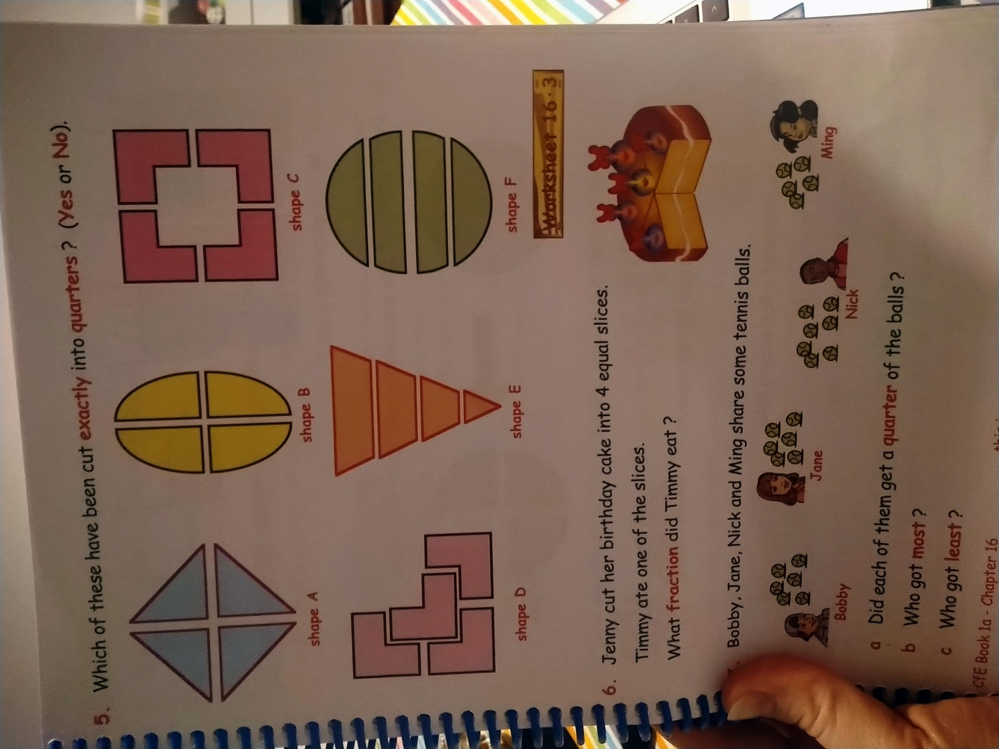 5. Which of these have been cut exactly into quarters? (Yes or No).
shape A
shape B
shape C
shape D
shape E
shape F
Worksheet 16.3
6. Jenny cut her birthday cake into 4 equal slices.
Timmy ate one of the slices.
What fraction did Timmy eat?
Bobby, Jane, Nick and Ming share some tennis balls.
Bobby
Jane
Nick
Ming
a Did each of them get a quarter of the balls?
b Who got most?
c Who got least?
CfE Book 1a - Chapter 16